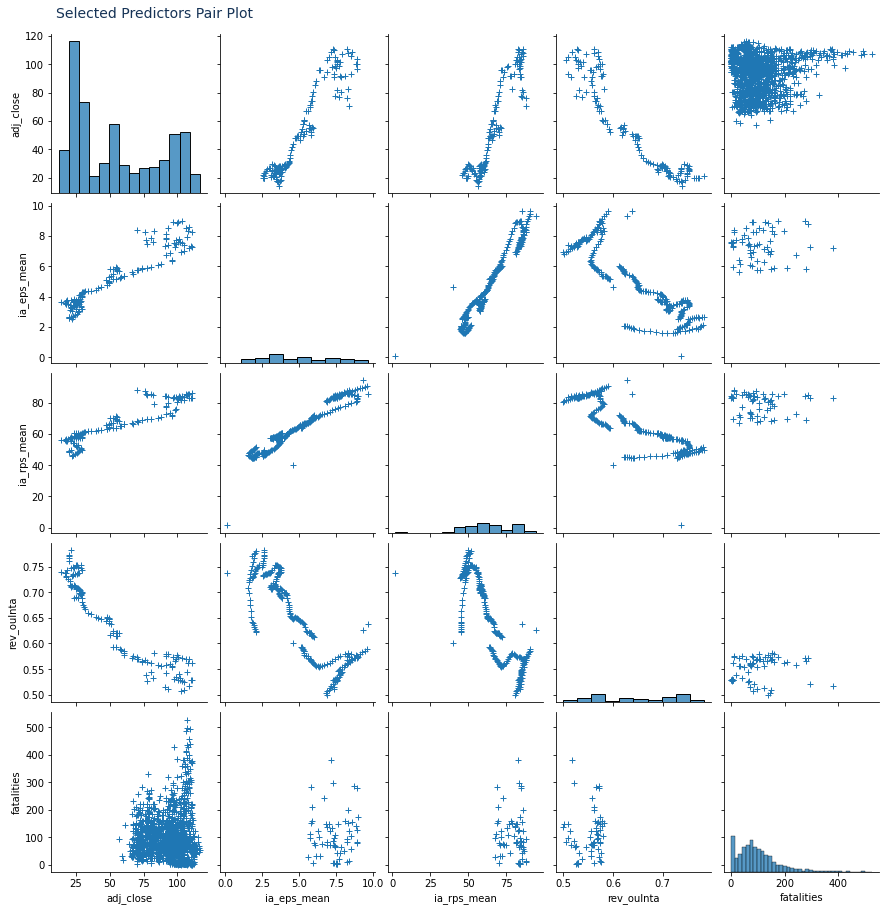 Selected Predictors Pair Plot
120
100
80
60
40
20
adj_close
10
8
6
4
2
0
ia_eps_mean
80
60
40
20
0
ia_rps_mean
0.75
0.70
0.65
0.60
0.55
0.50
rev_oulnta
500
400
300
200
100
0
fatalities
25 50 75 100
0.0 2.5 5.0 7.5 10.0
0 25 50 75
0.5 0.6 0.7
0 200 400
adj_close ia_eps_mean ia_rps_mean rev_oulnta fatalities